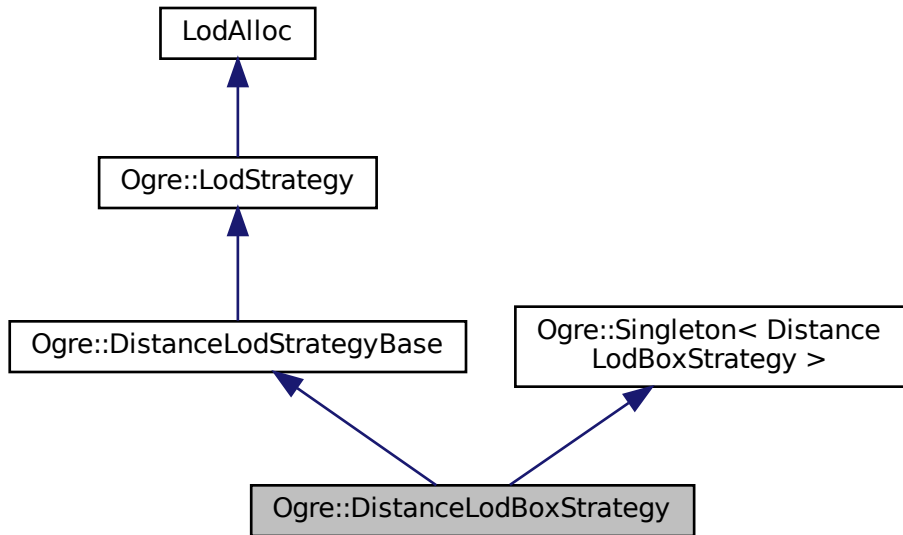 LodAlloc
Ogre::LodStrategy
Ogre::DistanceLodStrategyBase
Ogre::Singleton< Distance
LodBoxStrategy >
Ogre::DistanceLodBoxStrategy